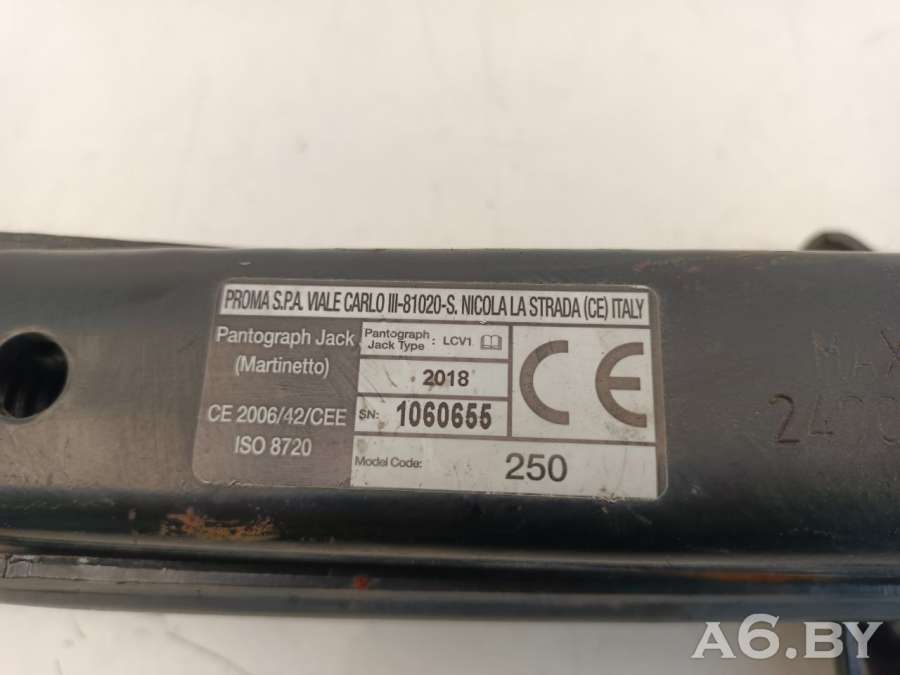 PROMA S.P.A. VIALE CARLO III-81020-S. NICOLA LA STRADA (CE) ITALY
Pantograph Jack
(Martinetto)
CE 2006/42/CEE
ISO 8720
Pantograph
Jack Type : LCV1
2018
SN: 1060655
Model Code: 250
CE
MAX
A6.BY